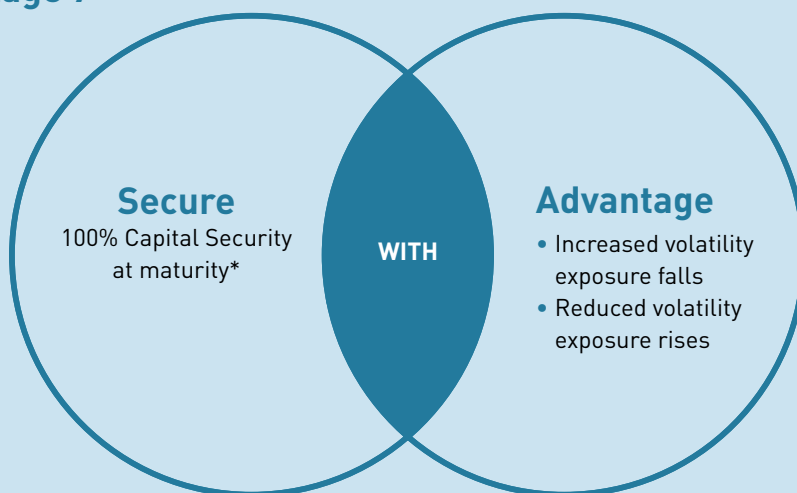 Secure
100% Capital Security
at maturity*
WITH
Advantage
• Increased volatility
exposure falls
• Reduced volatility
exposure rises